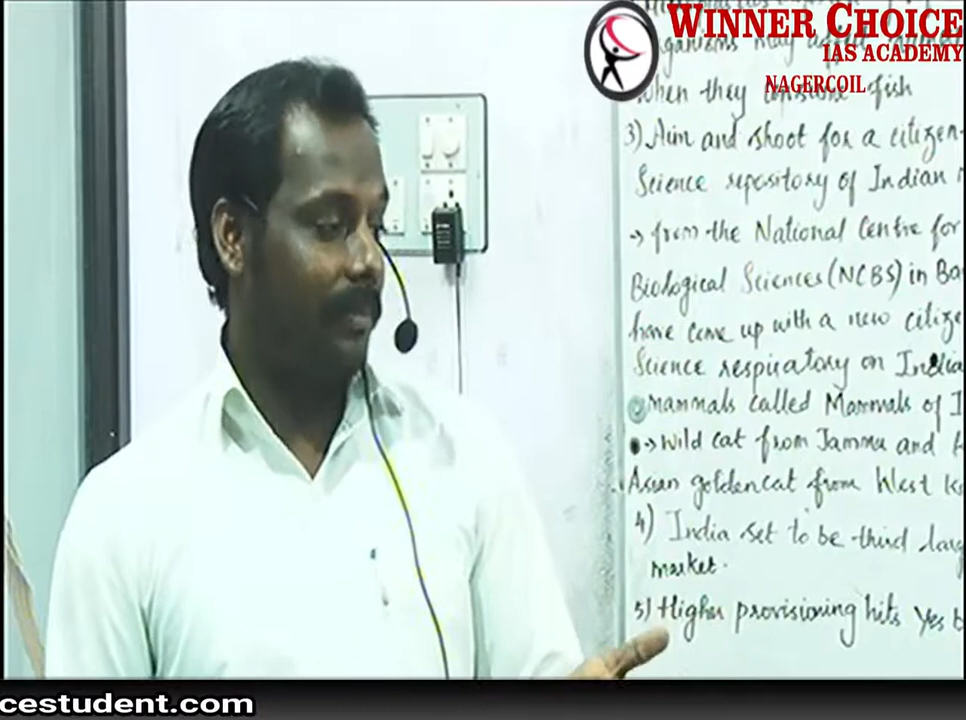 WINNER CHOICE
IAS ACADEMY
NAGERCOIL
when they consume fish
3) Aim and shoot for a citizen
Science repository of Indian
→ from the National Centre for
Biological Sciences (NCBS) in Ba
have come up with a new citize
Science respiratory on India
mammals called Mammals of I
→ wild cat from Jammu and
Asian goldencat from West
4) India set to be third larg
market.
5) Higher provisioning hits Yes b
cestudent.com